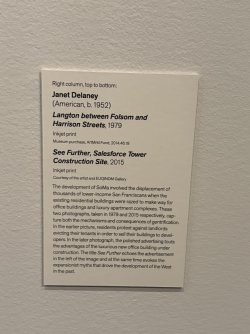 Right column, top to bottom:
Janet Delaney
(American, b. 1952)
Langton between Folsom and
Harrison Streets, 1979
Inkjet print
Museum purchase, Art
See Further, Salesforce Tower
Construction Site, 2015
Inkjet print
Courtesy of the artist and EUQINOM Gallery
The development of SoMa involved the displacement of
thousands of lower-income San Franciscans when the
existing residential buildings were razed to make way for
office buildings and luxury apartment complexes. These
two photographs, taken in 1979 and 2015 respectively, cap-
ture both the mechanisms and consequences of gentrification.
In the earlier picture, residents protest against landlords
evicting their tenants in order to sell their buildings to devel-
opers. In the later photograph, the polished advertising touts
the advantages of the luxurious new office building under
construction. The title See Further echoes the advertisement
in the left of the image and at the same time evokes the
expansionist myths that drove the development of the West
in the past.